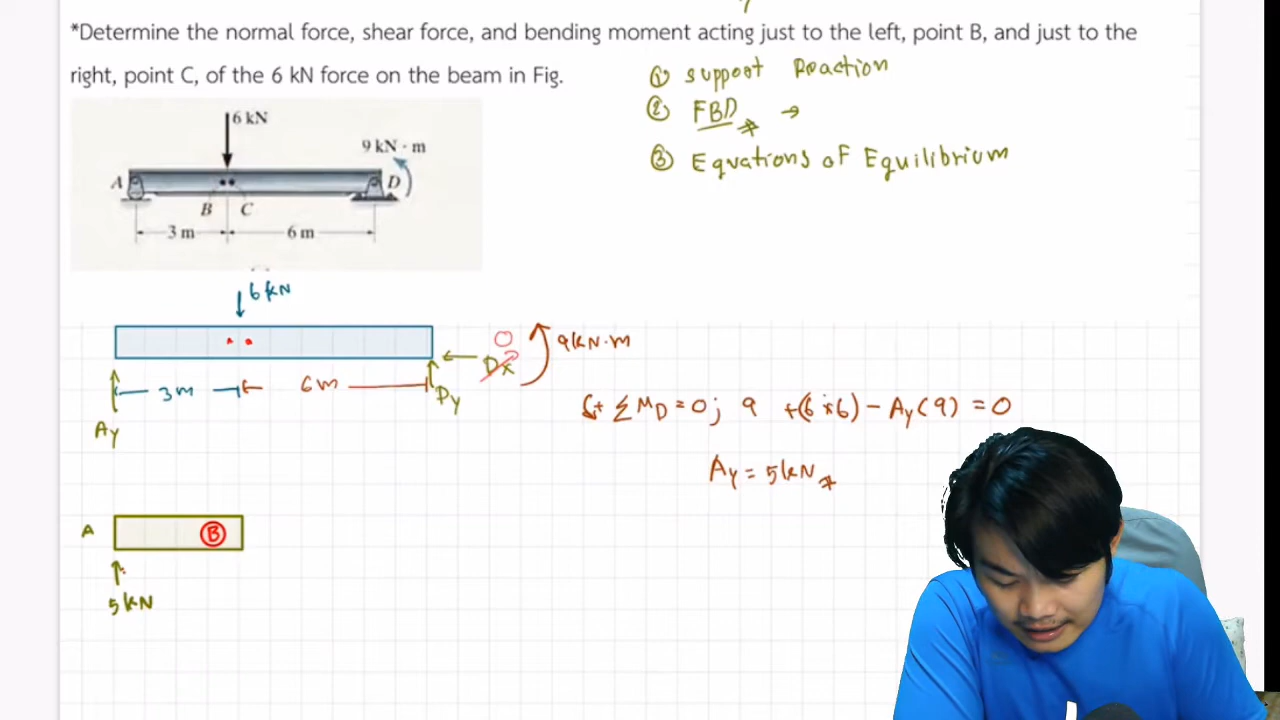 *Determine the normal force, shear force, and bending moment acting just to the left, point B, and just to the
right, point C, of the 6 kN force on the beam in Fig.
① Support Reaction
② FBD * →
③ Equations of Equilibrium
6 kN
9 kN · m
A
D
B C
3 m
6 m
6 kN
O
Dx
9 kN·m
3m
6m
Dy
Ay
+ ΣMD = 0; 9 + (6×6) − Ay(9) = 0
Ay = 5 kN *
A
B
5 kN